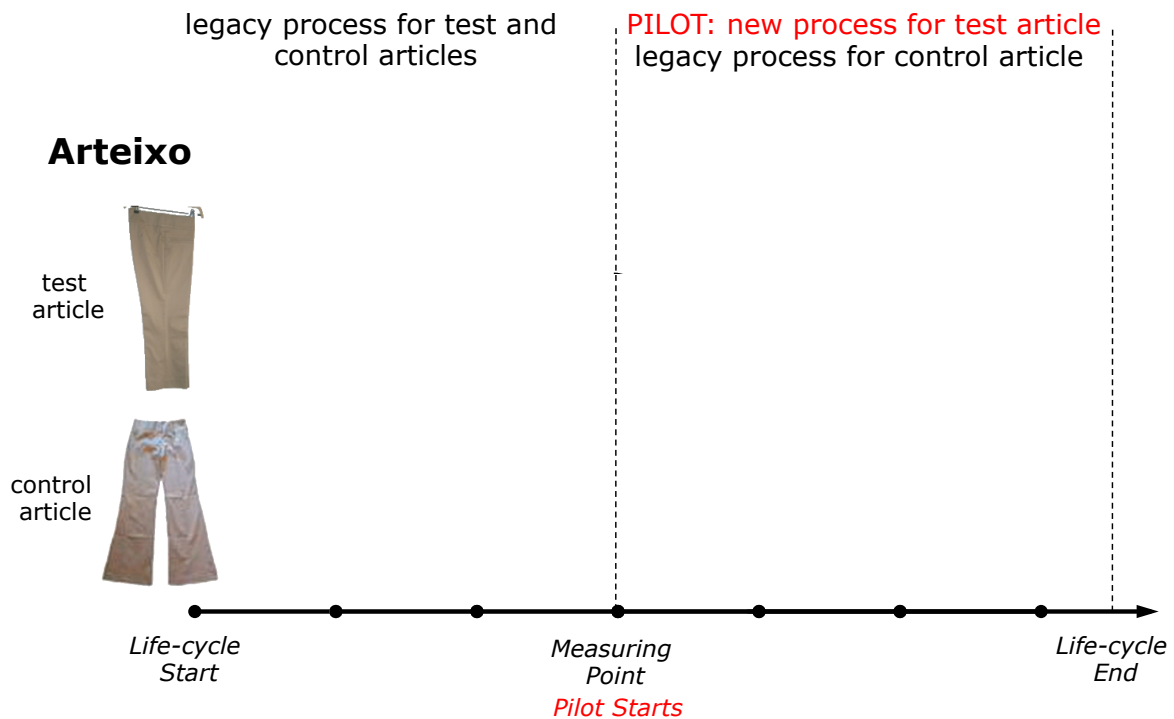 legacy process for test and
control articles
PILOT: new process for test article
legacy process for control article
Arteixo
test
article
control
article
Life-cycle
Start
Measuring
Point
Pilot Starts
Life-cycle
End